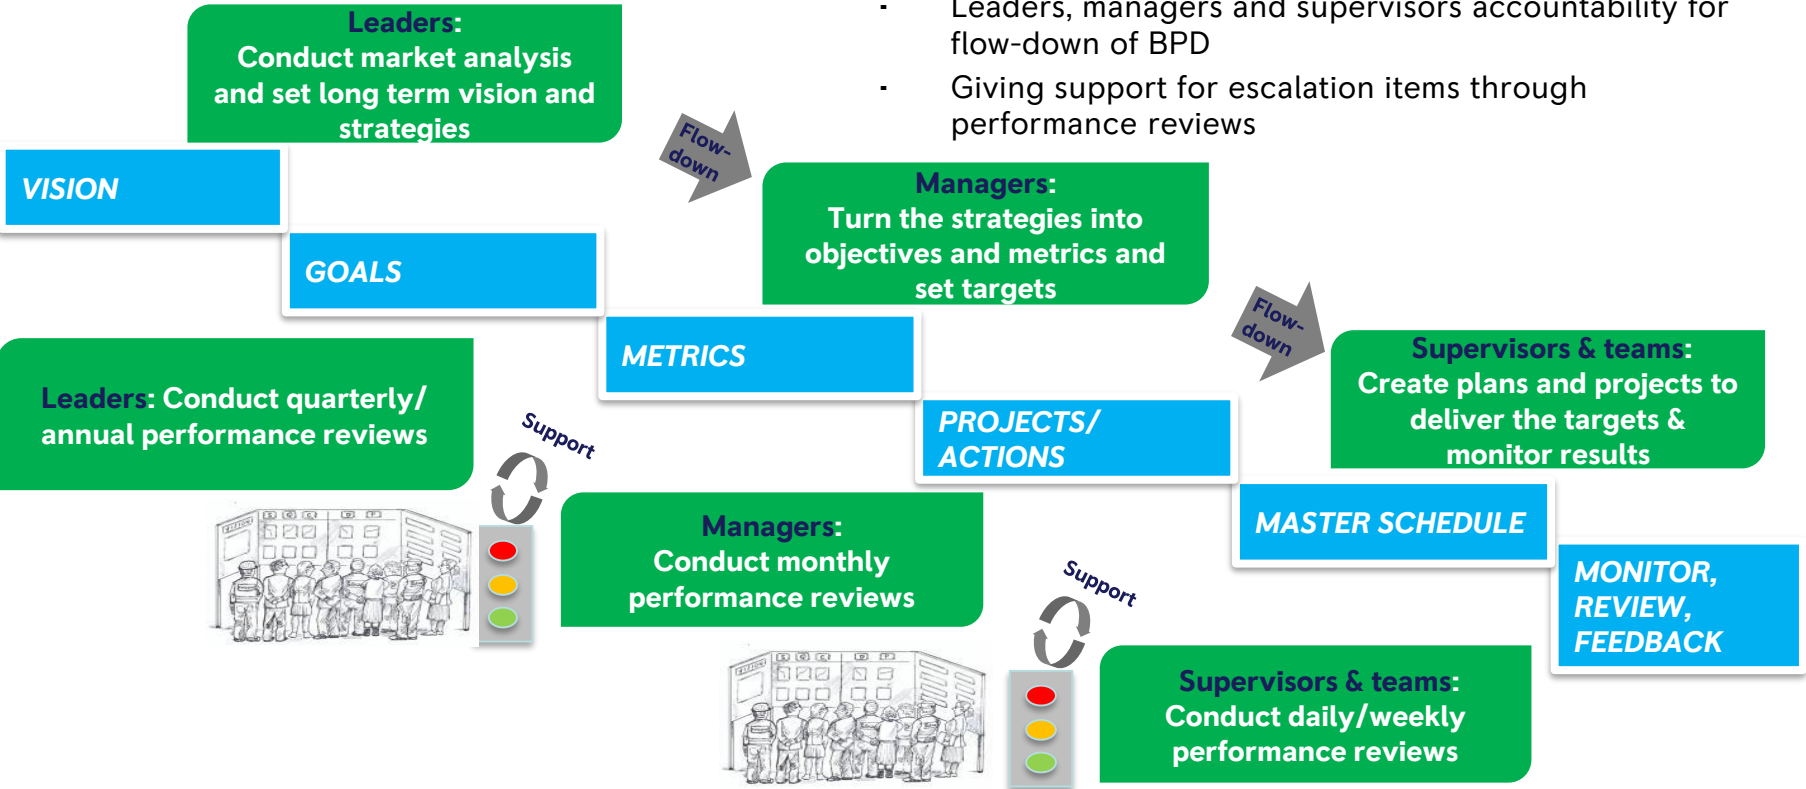 Leaders, managers and supervisors accountability for
flow-down of BPD
- Giving support for escalation items through
performance reviews
Leaders:
Conduct market analysis
and set long term vision and
strategies
Flow-
down
VISION
Managers:
Turn the strategies into
objectives and metrics and
set targets
GOALS
Flow-
down
METRICS
Supervisors & teams:
Create plans and projects to
deliver the targets &
monitor results
Leaders: Conduct quarterly/
annual performance reviews
Support
PROJECTS/
ACTIONS
Managers:
Conduct monthly
performance reviews
MASTER SCHEDULE
Support
MONITOR,
REVIEW,
FEEDBACK
Supervisors & teams:
Conduct daily/weekly
performance reviews